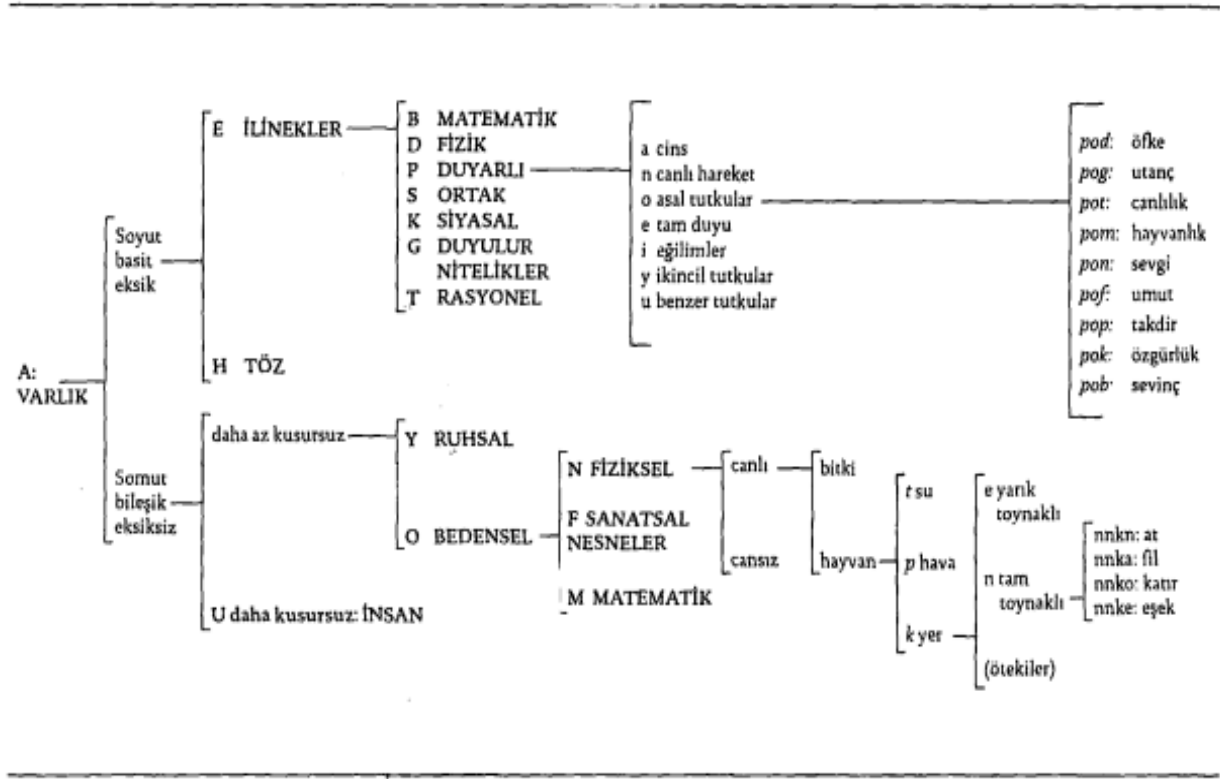 A:
VARLIK
Soyut
basit
eksik
Somut
bileşik
eksiksiz
E İLİNEKLER
H TÖZ
daha az kusursuz
U daha kusursuz: İNSAN
B MATEMATİK
D FİZİK
P DUYARLI
S ORTAK
K SİYASAL
G DUYULUR
NİTELİKLER
T RASYONEL
Y RUHSAL
O BEDENSEL
a cins
n canlı hareket
o asal tutkular
e tam duyu
i eğilimler
y ikincil tutkular
u benzer tutkular
pod: öfke
pog: utanç
pot: canlılık
pom: hayvanlık
pon: sevgi
pof: umut
pop: takdir
pok: özgürlük
pob: sevinç
N FİZİKSEL
F SANATSAL
NESNELER
M MATEMATİK
canlı
cansız
bitki
hayvan
t su
p hava
k yer
e yarık
toynaklı
n tam
toynaklı
(ötekiler)
nnkn: at
nnka: fil
nnko: katır
nnke: eşek